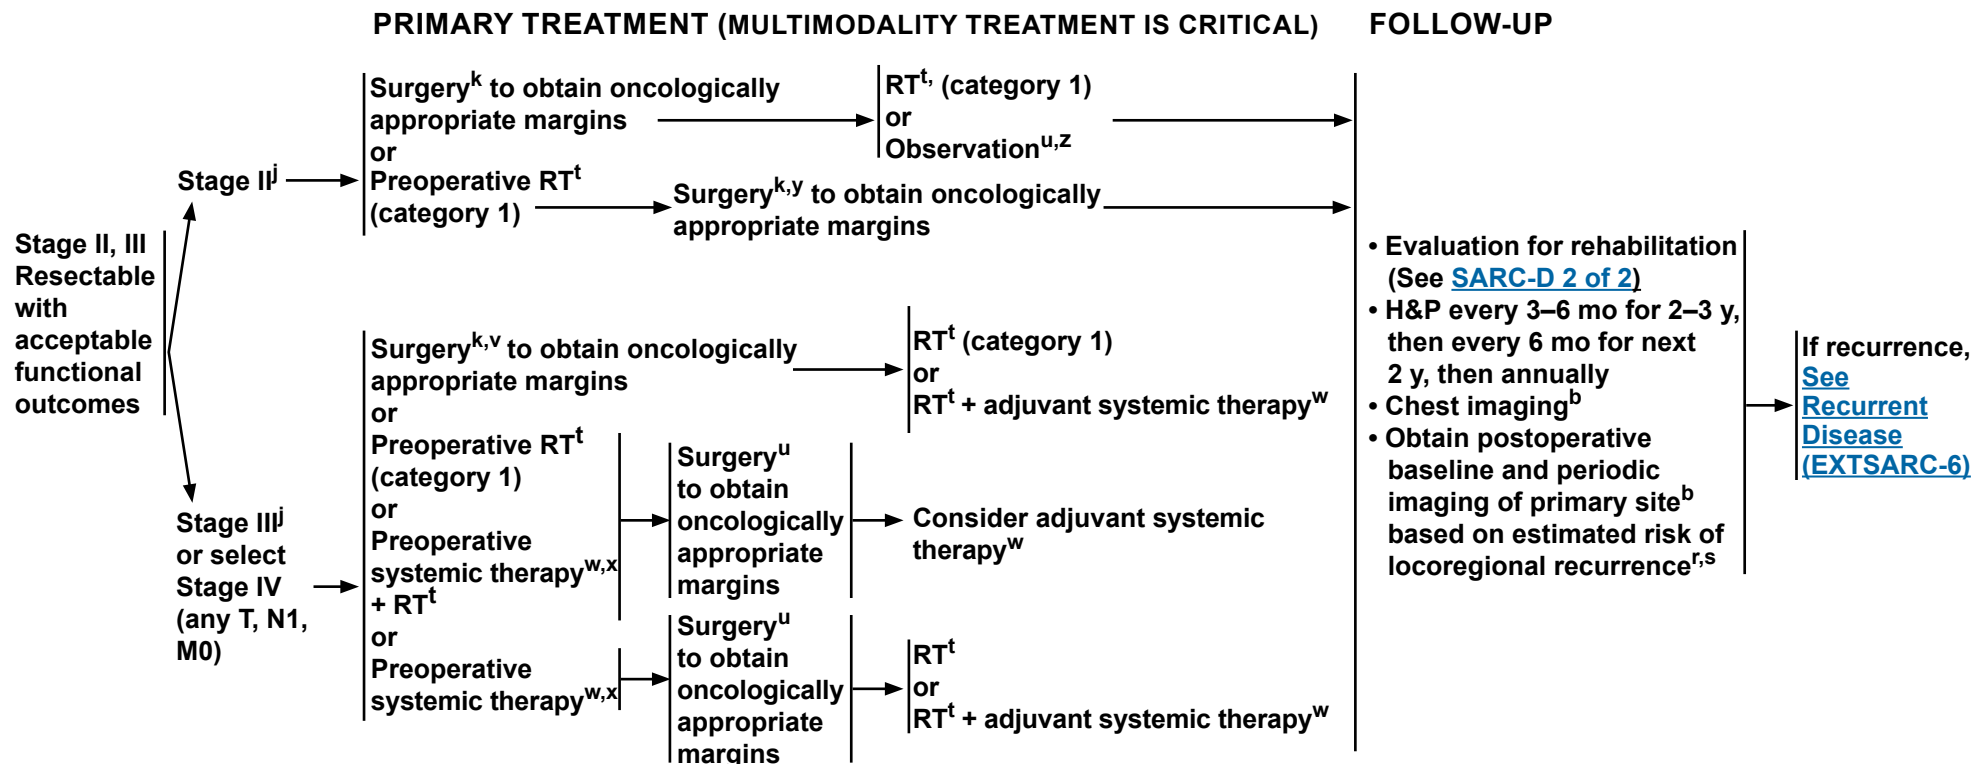 PRIMARY TREATMENT (MULTIMODALITY TREATMENT IS CRITICAL)
FOLLOW-UP
Stage II, III
Resectable
with
acceptable
functional
outcomes
Stage IIʲ
Surgeryᵏ to obtain oncologically
appropriate margins
or
Preoperative RTᵗ
(category 1)
RTᵗ, (category 1)
or
Observationᵘ,ᶻ
Surgeryᵏ,ʸ to obtain oncologically
appropriate margins
Stage IIIʲ
or select
Stage IV
(any T, N1,
M0)
Surgeryᵏ,ᵛ to obtain oncologically
appropriate margins
or
Preoperative RTᵗ
(category 1)
or
Preoperative
systemic therapyʷ,ˣ
+ RTᵗ
or
Preoperative
systemic therapyʷ,ˣ
RTᵗ (category 1)
or
RTᵗ + adjuvant systemic therapyʷ
Surgeryᵘ
to obtain
oncologically
appropriate
margins
Consider adjuvant systemic
therapyʷ
Surgeryᵘ
to obtain
oncologically
appropriate
margins
RTᵗ
or
RTᵗ + adjuvant systemic therapyʷ
• Evaluation for rehabilitation
(See SARC-D 2 of 2)
• H&P every 3–6 mo for 2–3 y,
then every 6 mo for next
2 y, then annually
• Chest imagingᵇ
• Obtain postoperative
baseline and periodic
imaging of primary siteᵇ
based on estimated risk of
locoregional recurrenceʳ,ˢ
If recurrence,
See
Recurrent
Disease
(EXTSARC-6)